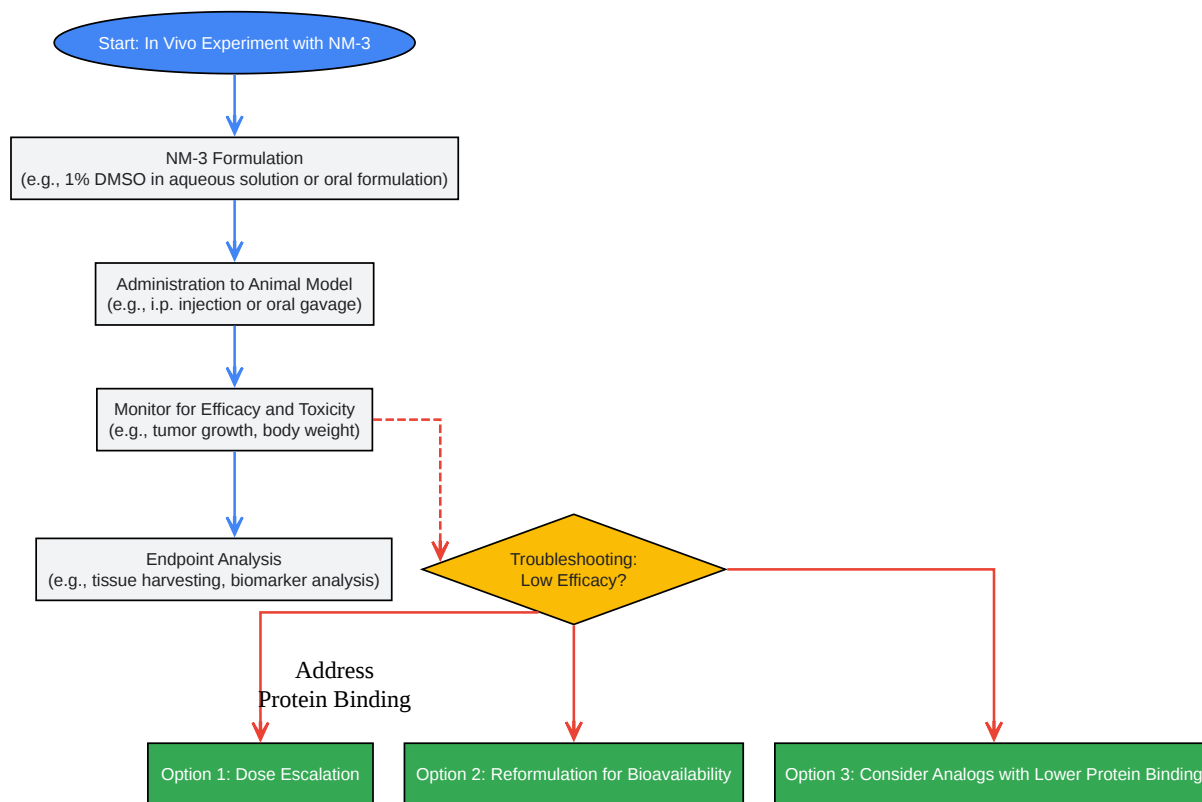 Start: In Vivo Experiment with NM-3
NM-3 Formulation
(e.g., 1% DMSO in aqueous solution or oral formulation)
Administration to Animal Model
(e.g., i.p. injection or oral gavage)
Monitor for Efficacy and Toxicity
(e.g., tumor growth, body weight)
Endpoint Analysis
(e.g., tissue harvesting, biomarker analysis)
Troubleshooting:
Low Efficacy?
Address
Protein Binding
Option 1: Dose Escalation
Option 2: Reformulation for Bioavailability
Option 3: Consider Analogs with Lower Protein Binding